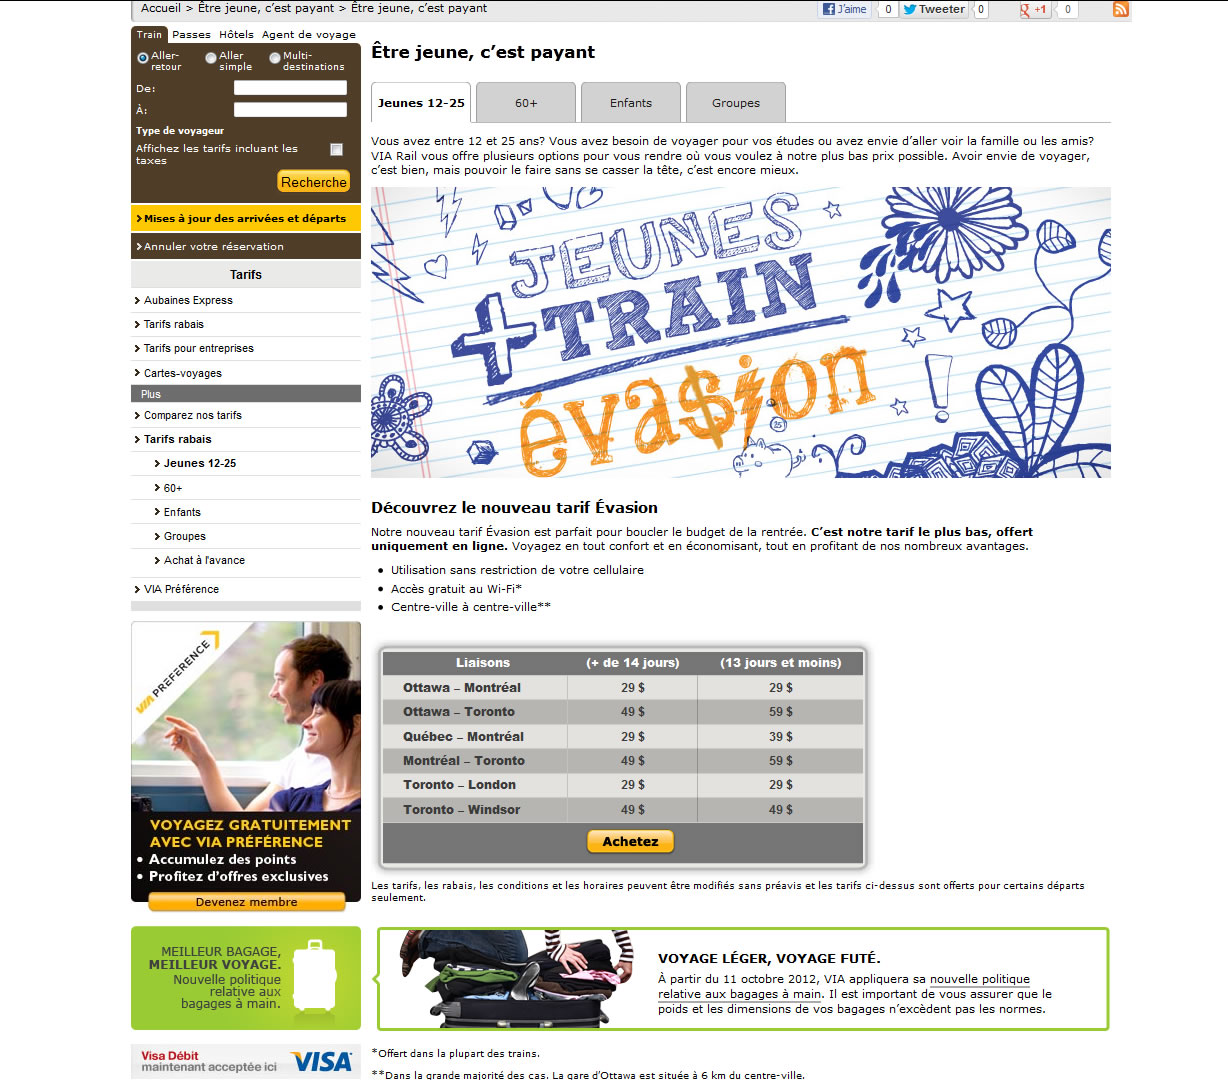 Accueil > Être jeune, c’est payant > Être jeune, c’est payant
J'aime 0 Tweeter 0 +1 0
Train Passes Hôtels Agent de voyage
Aller-retour Aller simple Multi-destinations
De:
À:
Type de voyageur
Affichez les tarifs incluant les
taxes
Recherche
Mises à jour des arrivées et départs
Annuler votre réservation
Tarifs
Aubaines Express
Tarifs rabais
Tarifs pour entreprises
Cartes-voyages
Plus
Comparez nos tarifs
Tarifs rabais
Jeunes 12-25
60+
Enfants
Groupes
Achat à l'avance
VIA Préférence
VIA PRÉFÉRENCE
VOYAGEZ GRATUITEMENT
AVEC VIA PRÉFÉRENCE
• Accumulez des points
• Profitez d’offres exclusives
Devenez membre
MEILLEUR BAGAGE,
MEILLEUR VOYAGE.
Nouvelle politique
relative aux
bagages à main.
Visa Débit
maintenant acceptée ici
VISA
Être jeune, c’est payant
Jeunes 12-25 60+ Enfants Groupes
Vous avez entre 12 et 25 ans? Vous avez besoin de voyager pour vos études ou avez envie d’aller voir la famille ou les amis?
VIA Rail vous offre plusieurs options pour vous rendre où vous voulez à notre plus bas prix possible. Avoir envie de voyager,
c’est bien, mais pouvoir le faire sans se casser la tête, c’est encore mieux.
JEUNES
+TRAIN
éva$ion
25
Découvrez le nouveau tarif Évasion
Notre nouveau tarif Évasion est parfait pour boucler le budget de la rentrée. C’est notre tarif le plus bas, offert
uniquement en ligne. Voyagez en tout confort et en économisant, tout en profitant de nos nombreux avantages.
• Utilisation sans restriction de votre cellulaire
• Accès gratuit au Wi-Fi*
• Centre-ville à centre-ville**
Liaisons (+ de 14 jours) (13 jours et moins)
Ottawa – Montréal 29 $ 29 $
Ottawa – Toronto 49 $ 59 $
Québec – Montréal 29 $ 39 $
Montréal – Toronto 49 $ 59 $
Toronto – London 29 $ 29 $
Toronto – Windsor 49 $ 49 $
Achetez
Les tarifs, les rabais, les conditions et les horaires peuvent être modifiés sans préavis et les tarifs ci-dessus sont offerts pour certains départs
seulement.
VOYAGE LÉGER, VOYAGE FUTÉ.
À partir du 11 octobre 2012, VIA appliquera sa nouvelle politique
relative aux bagages à main. Il est important de vous assurer que le
poids et les dimensions de vos bagages n’excèdent pas les normes.
*Offert dans la plupart des trains.
**Dans la grande majorité des cas. La gare d’Ottawa est située à 6 km du centre-ville.